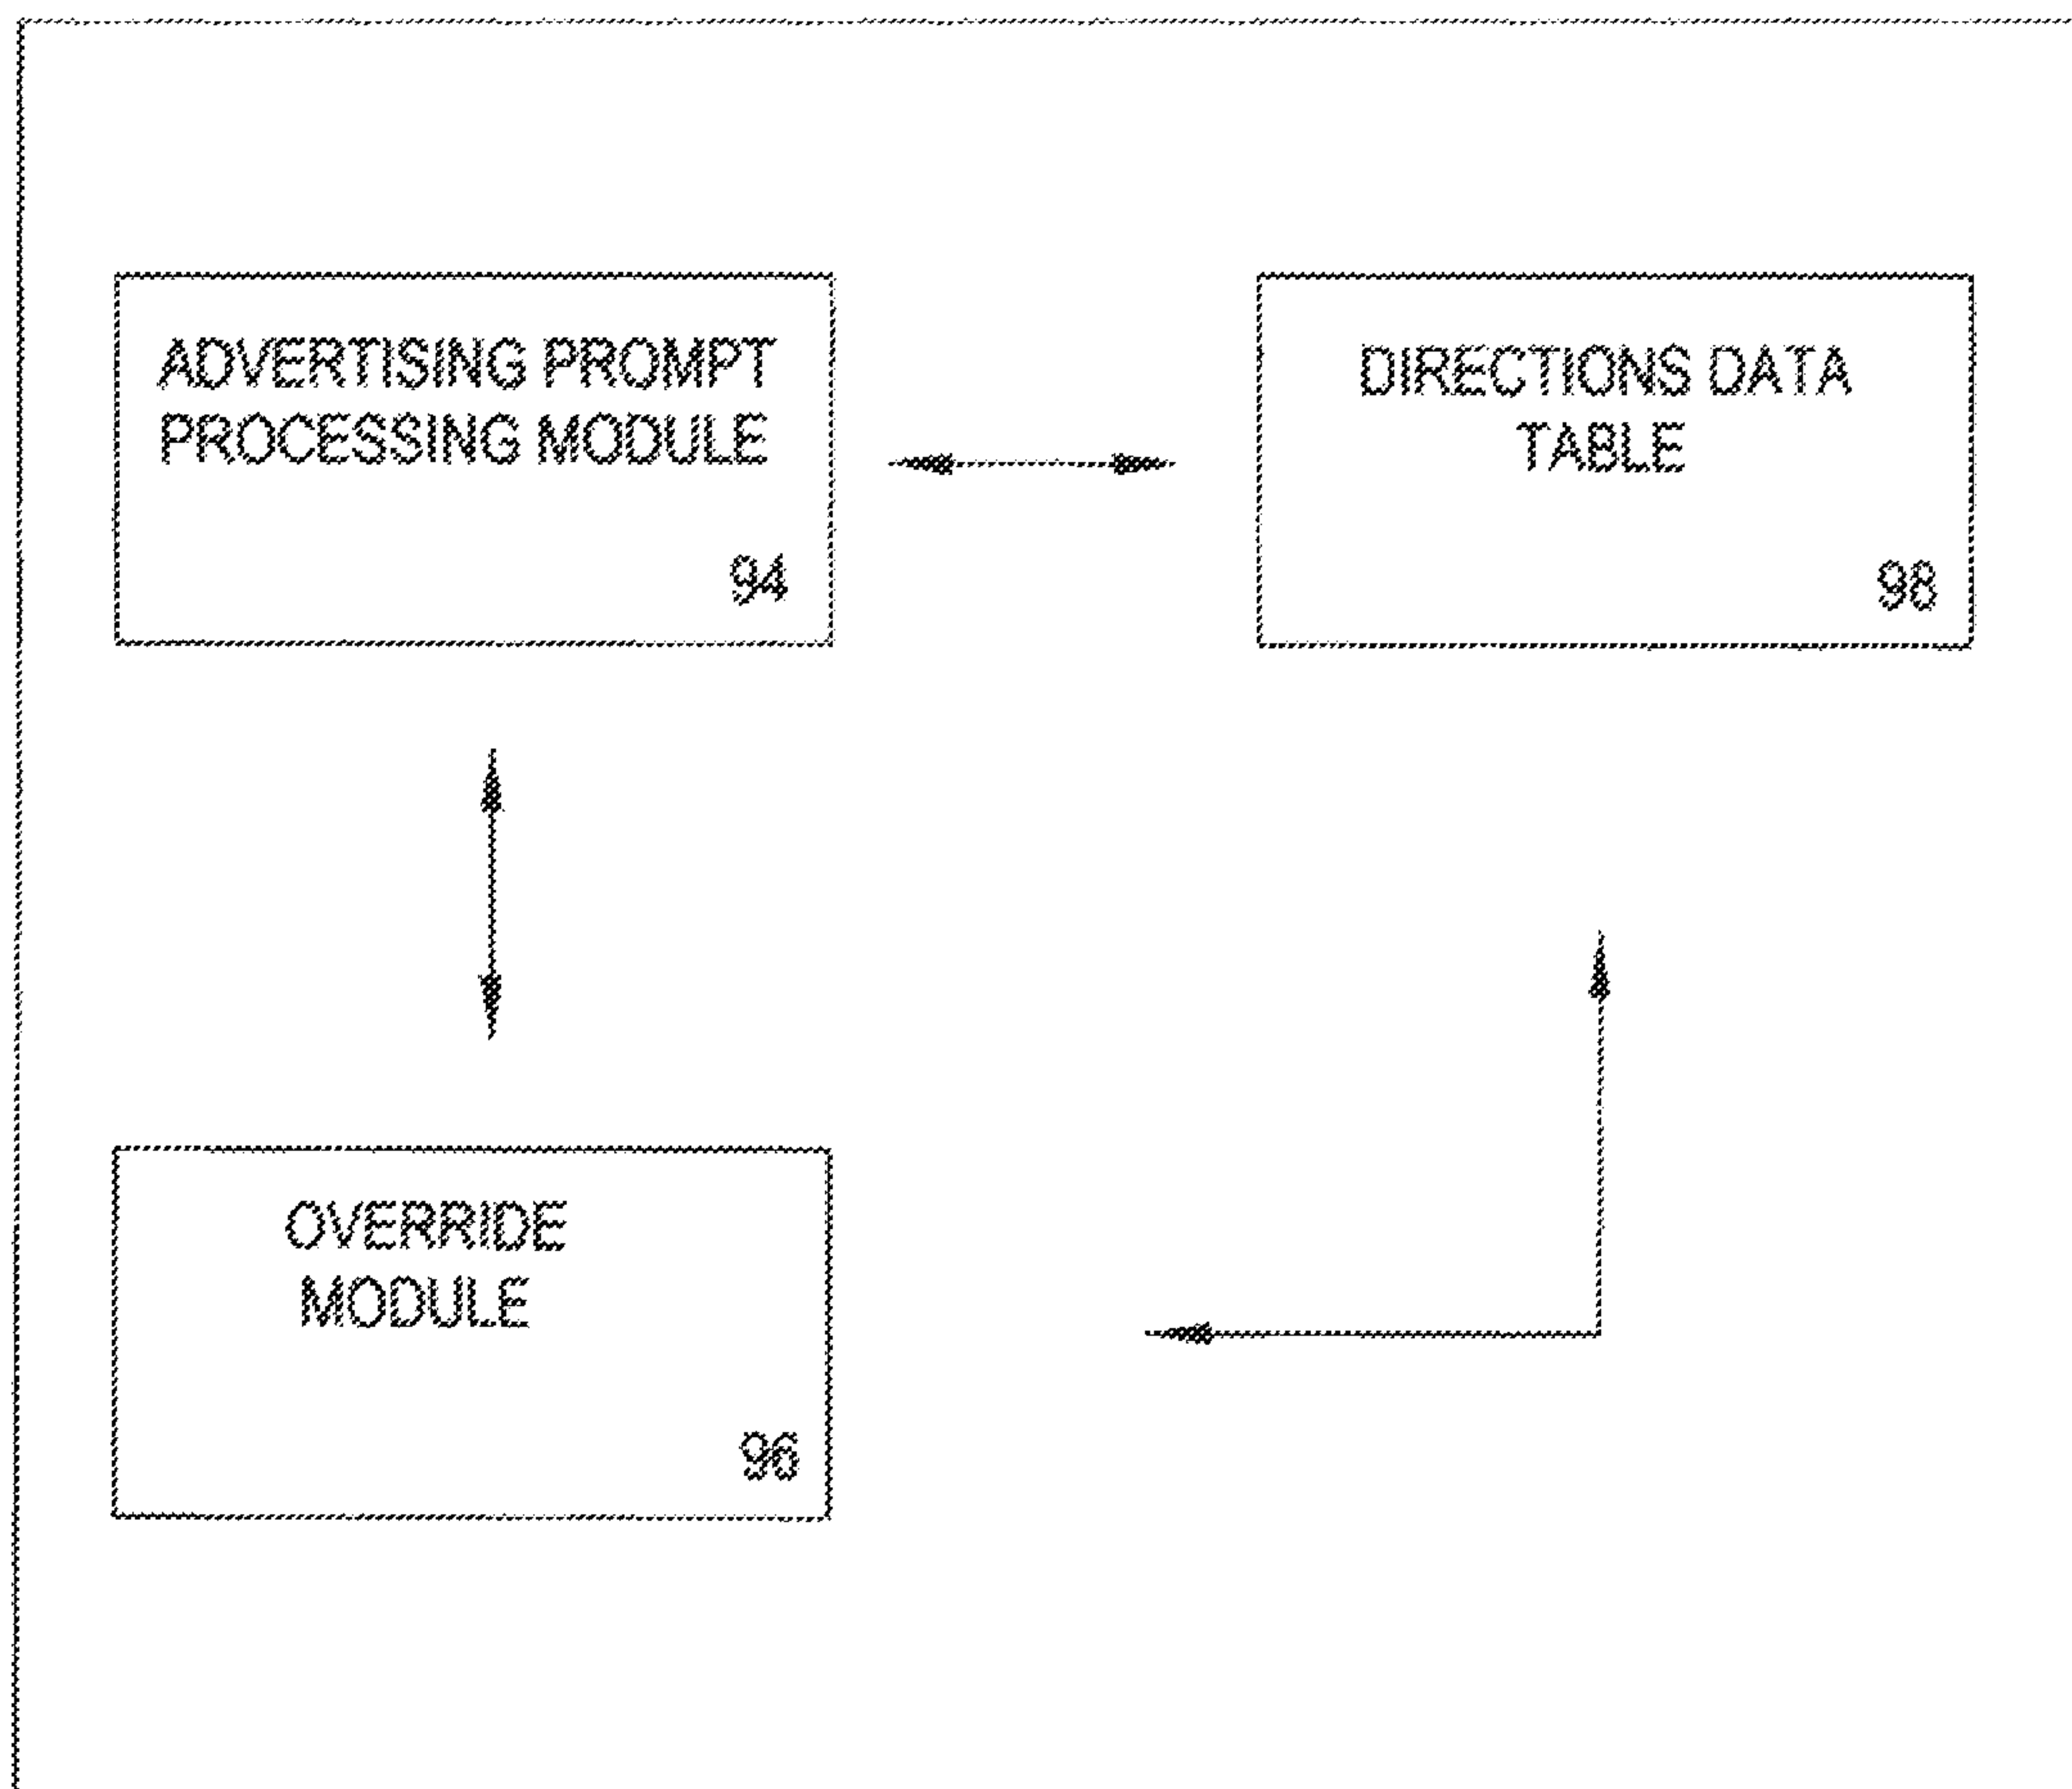 ADVERTISING PROMPT
PROCESSING MODULE
94
DIRECTIONS DATA
TABLE
98
OVERRIDE
MODULE
96